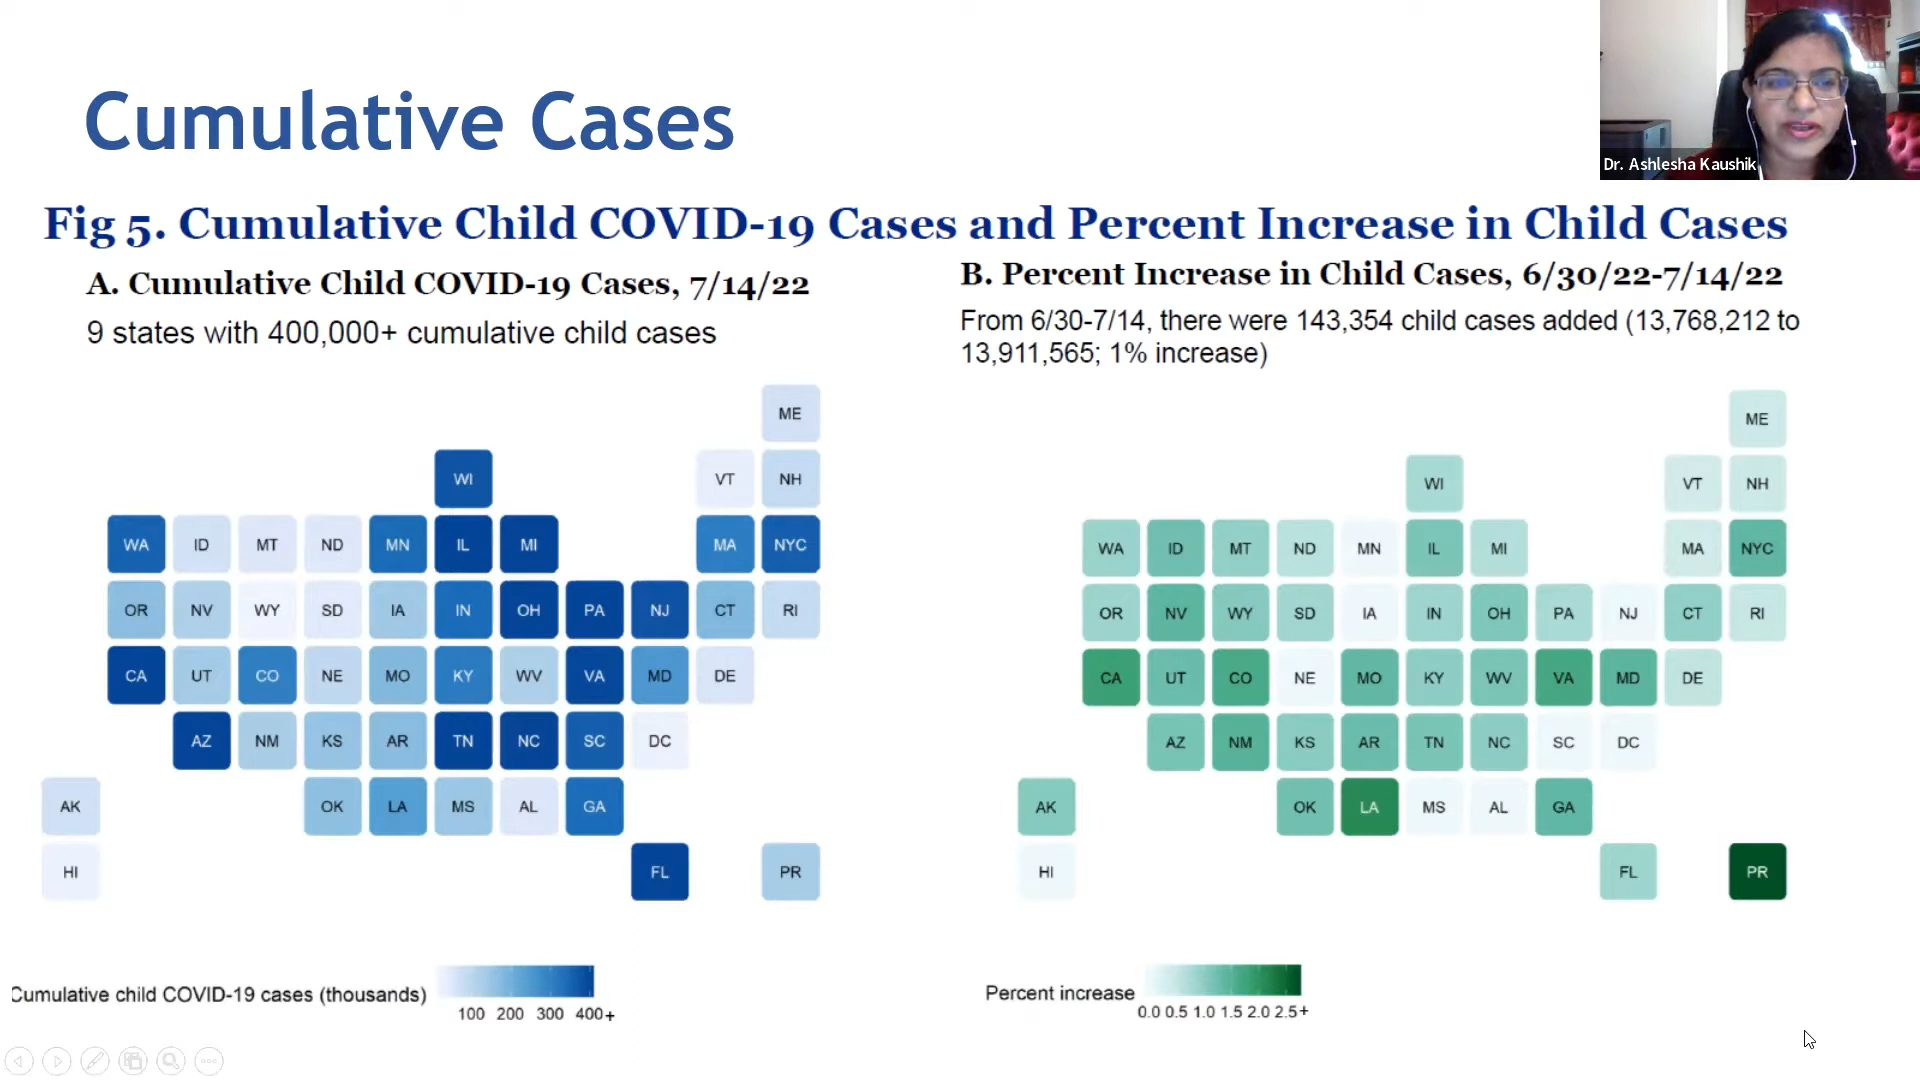 Cumulative Cases
Dr. Ashlesha Kaushik
Fig 5. Cumulative Child COVID-19 Cases and Percent Increase in Child Cases
A. Cumulative Child COVID-19 Cases, 7/14/22
9 states with 400,000+ cumulative child cases
ME
WI VT NH
WA ID MT ND MN IL MI MA NYC
OR NV WY SD IA IN OH PA NJ CT RI
CA UT CO NE MO KY WV VA MD DE
AZ NM KS AR TN NC SC DC
AK OK LA MS AL GA
HI FL PR
Cumulative child COVID-19 cases (thousands)
100 200 300 400+
B. Percent Increase in Child Cases, 6/30/22-7/14/22
From 6/30-7/14, there were 143,354 child cases added (13,768,212 to
13,911,565; 1% increase)
ME
WI VT NH
WA ID MT ND MN IL MI MA NYC
OR NV WY SD IA IN OH PA NJ CT RI
CA UT CO NE MO KY WV VA MD DE
AZ NM KS AR TN NC SC DC
AK OK LA MS AL GA
HI FL PR
Percent increase
0.0 0.5 1.0 1.5 2.0 2.5+